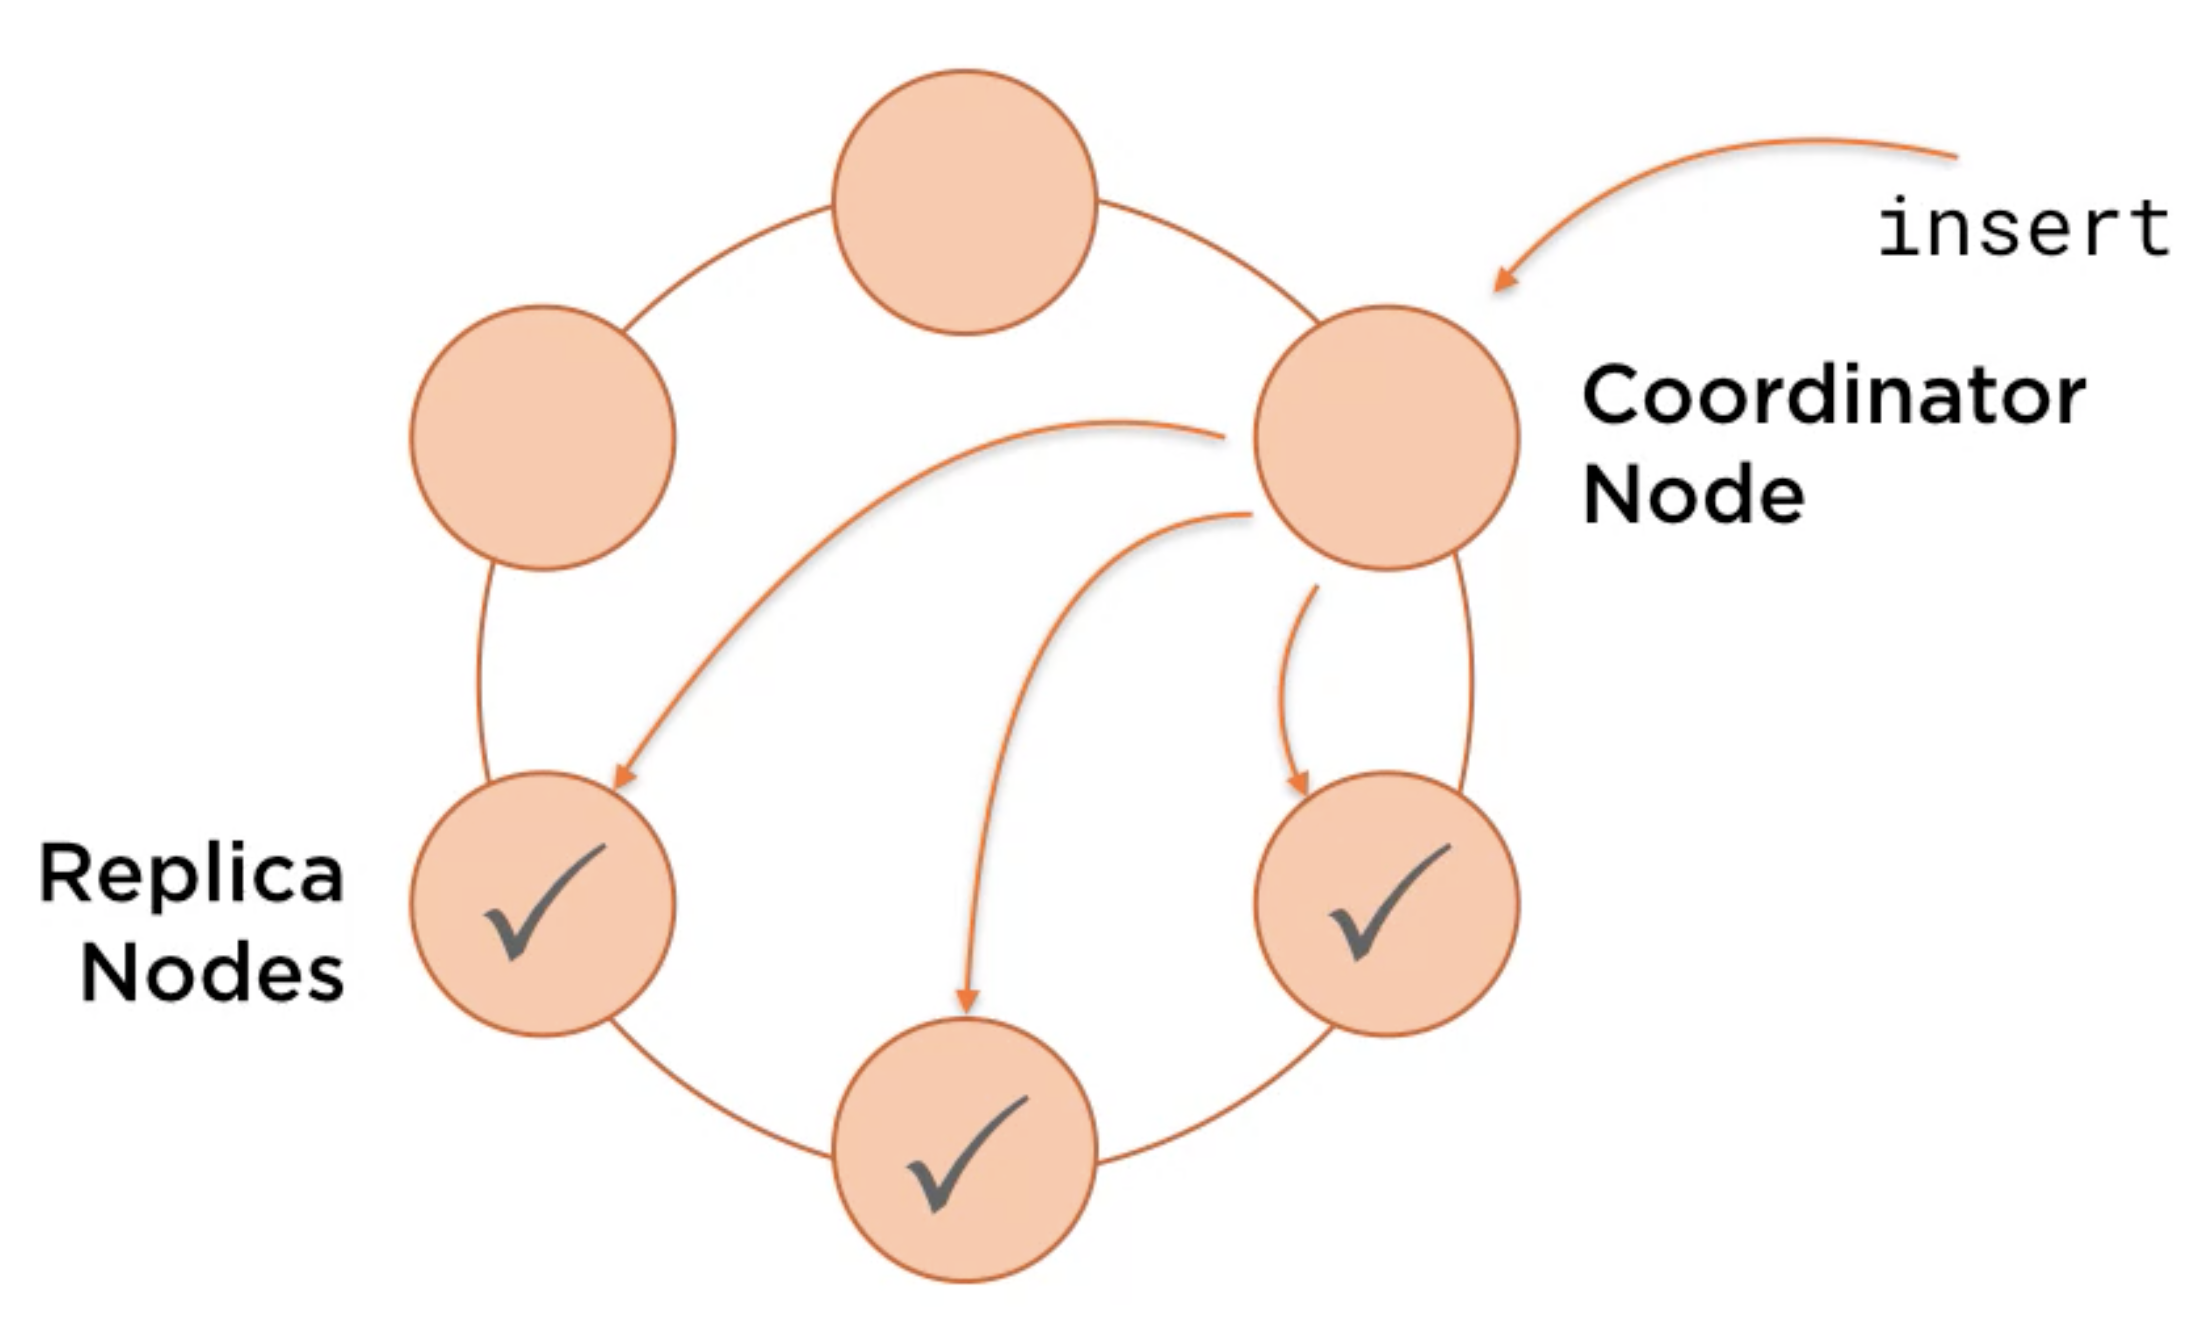 insert
Coordinator
Node
Replica
Nodes